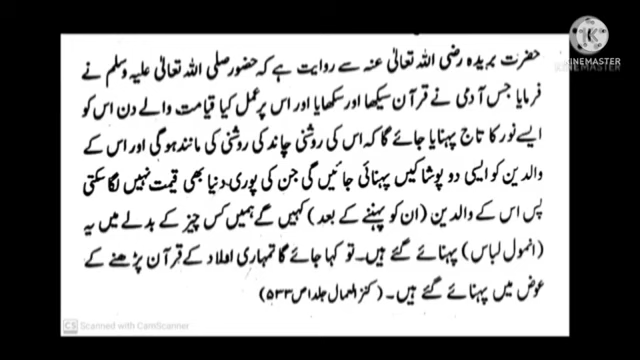 KINEMASTER
حضرت بریدہ رضی اللہ تعالیٰ عنہ سے روایت ہے کہ حضور صلی اللہ تعالیٰ علیہ وسلم نے
فرمایا جس آدمی نے قرآن سیکھا اور سکھایا اور اس پر عمل کیا قیامت والے دن اس کو
ایسے نور کا تاج پہنایا جائے گا کہ اس کی روشنی چاند کی روشنی کی مانند ہوگی اور اس کے
والدین کو ایسی دو پوشاکیں پہنائی جائیں گی جن کی پوری دنیا بھی قیمت نہیں لگا سکتی
پس اس کے والدین (ان کو پہننے کے بعد) کہیں گے ہمیں کس چیز کے بدلے میں یہ
(انمول لباس) پہنائے گئے ہیں۔ تو کہا جائے گا تمہاری اولاد کے قرآن پڑھنے کے
عوض میں پہنائے گئے ہیں۔ (کنز العمال جلد ا ص ۵۳۳)
CS Scanned with CamScanner